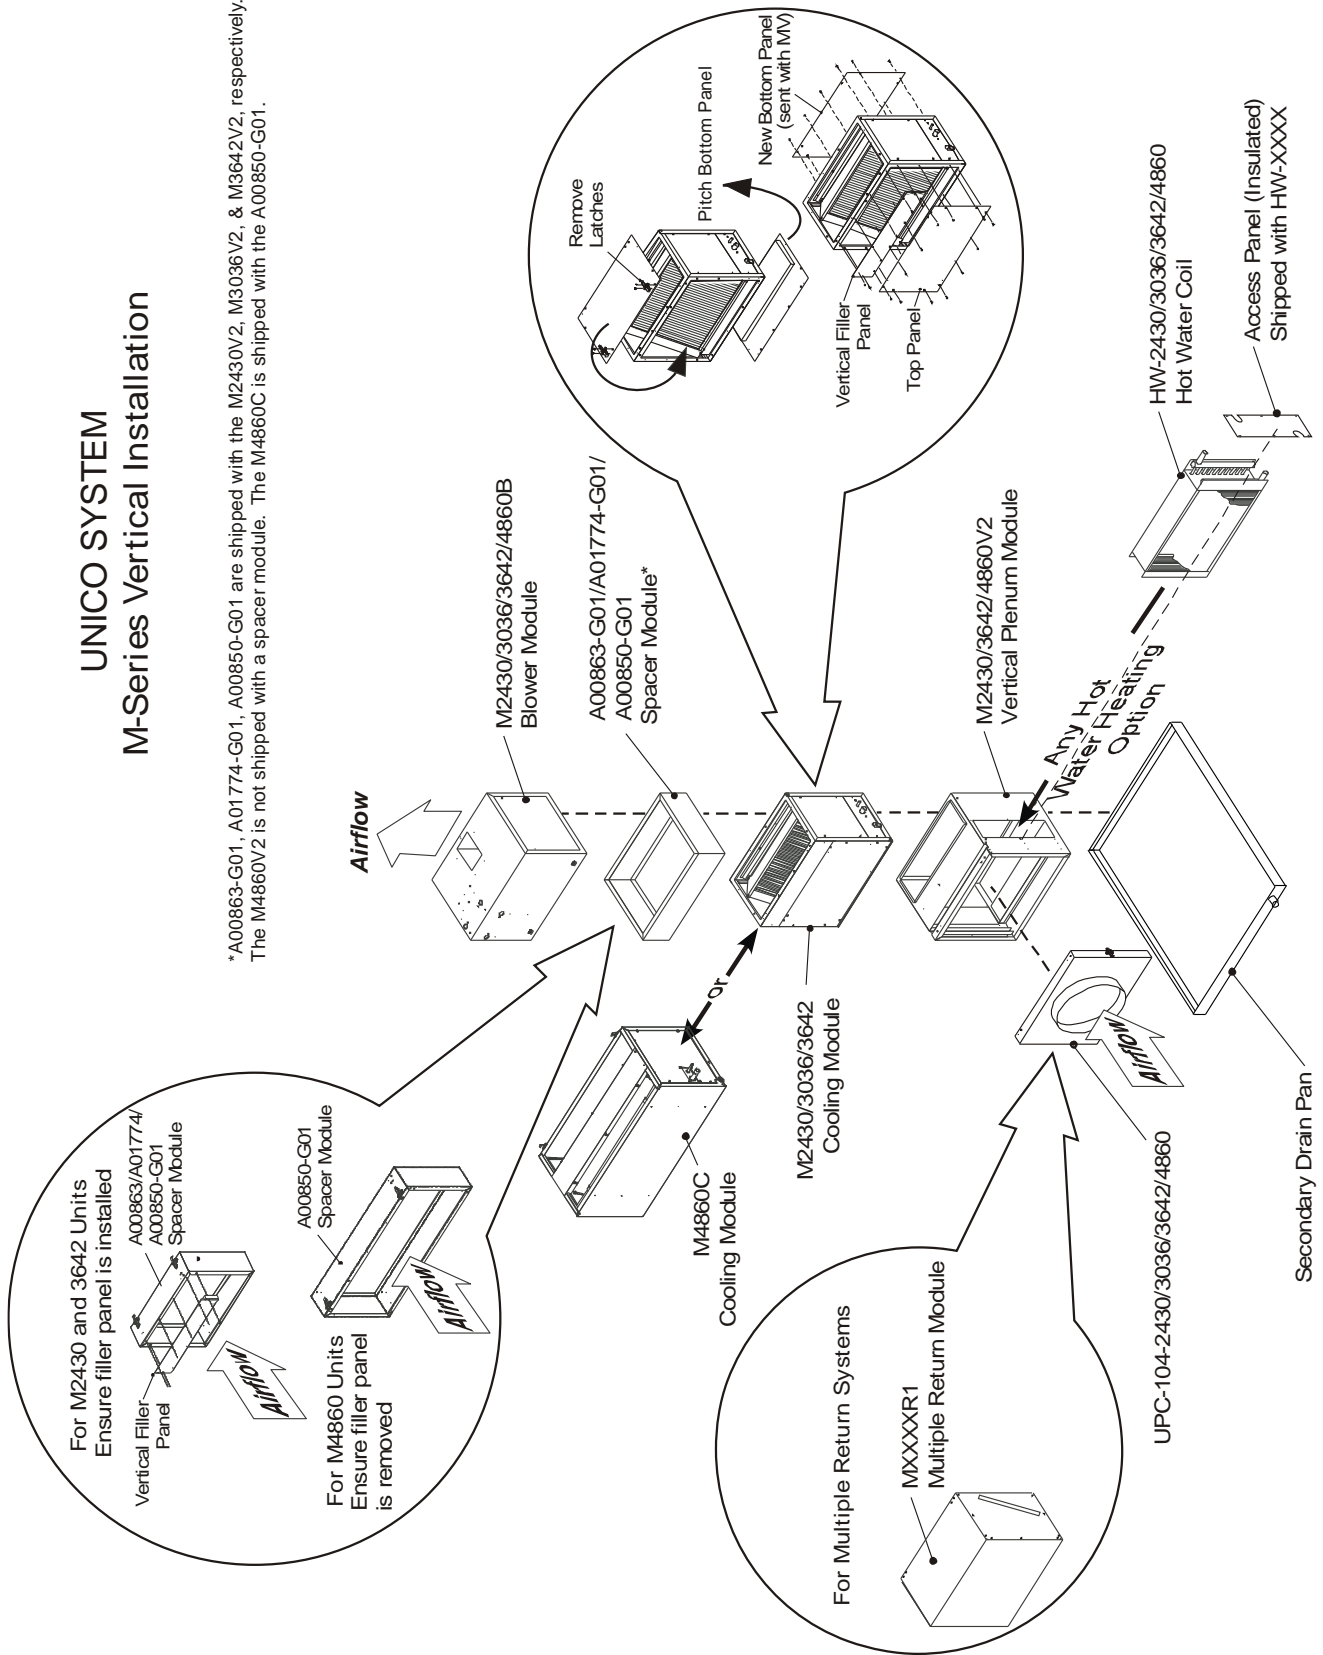 UNICO SYSTEM
M-Series Vertical Installation
*A00863-G01, A01774-G01, A00850-G01 are shipped with the M2430V2, M3036V2, & M3642V2, respectively.
The M4860V2 is not shipped with a spacer module. The M4860C is shipped with the A00850-G01.
Airflow
M2430/3036/3642/4860B
Blower Module
A00863-G01/A01774-G01/
A00850-G01
Spacer Module*
Remove
Latches
Pitch Bottom Panel
New Bottom Panel
(sent with MV)
Vertical Filler
Panel
Top Panel
For M2430 and 3642 Units
Ensure filler panel is installed
A00863/A01774/
A00850-G01
Spacer Module
Vertical Filler
Panel
Airflow
A00850-G01
Spacer Module
Airflow
For M4860 Units
Ensure filler panel
is removed
or
M4860C
Cooling Module
M2430/3036/3642
Cooling Module
M2430/3642/4860V2
Vertical Plenum Module
Any Hot
Water Heating
Option
HW-2430/3036/3642/4860
Hot Water Coil
Access Panel (Insulated)
Shipped with HW-XXXX
For Multiple Return Systems
MXXXXR1
Multiple Return Module
Airflow
UPC-104-2430/3036/3642/4860
Secondary Drain Pan